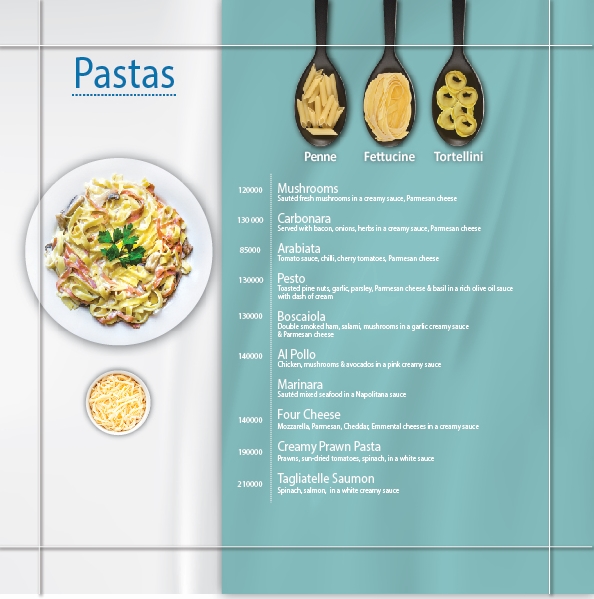 Pastas
Penne Fettucine Tortellini
120000 Mushrooms
Sautéd fresh mushrooms in a creamy sauce, Parmesan cheese
130 000 Carbonara
Served with bacon, onions, herbs in a creamy sauce, Parmesan cheese
85000 Arabiata
Tomato sauce, chilli, cherry tomatoes, Parmesan cheese
130000 Pesto
Toasted pine nuts, garlic, parsley, Parmesan cheese & basil in a rich olive oil sauce
with dash of cream
130000 Boscaiola
Double smoked ham, salami, mushrooms in a garlic creamy sauce
& Parmesan cheese
140000 Al Pollo
Chicken, mushrooms & avocados in a pink creamy sauce
Marinara
Sautéd mixed seafood in a Napolitana sauce
140000 Four Cheese
Mozzarella, Parmesan, Cheddar, Emmental cheeses in a creamy sauce
190000 Creamy Prawn Pasta
Prawns, sun-dried tomatoes, spinach, in a white sauce
210000 Tagliatelle Saumon
Spinach, salmon, in a white creamy sauce